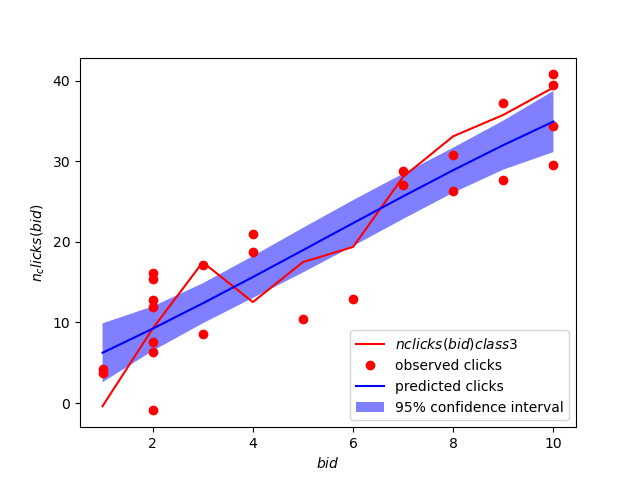 40
30
20
10
0
n_clicks(bid)
nclicks(bid)class3
observed clicks
predicted clicks
95% confidence interval
2 4 6 8 10
bid